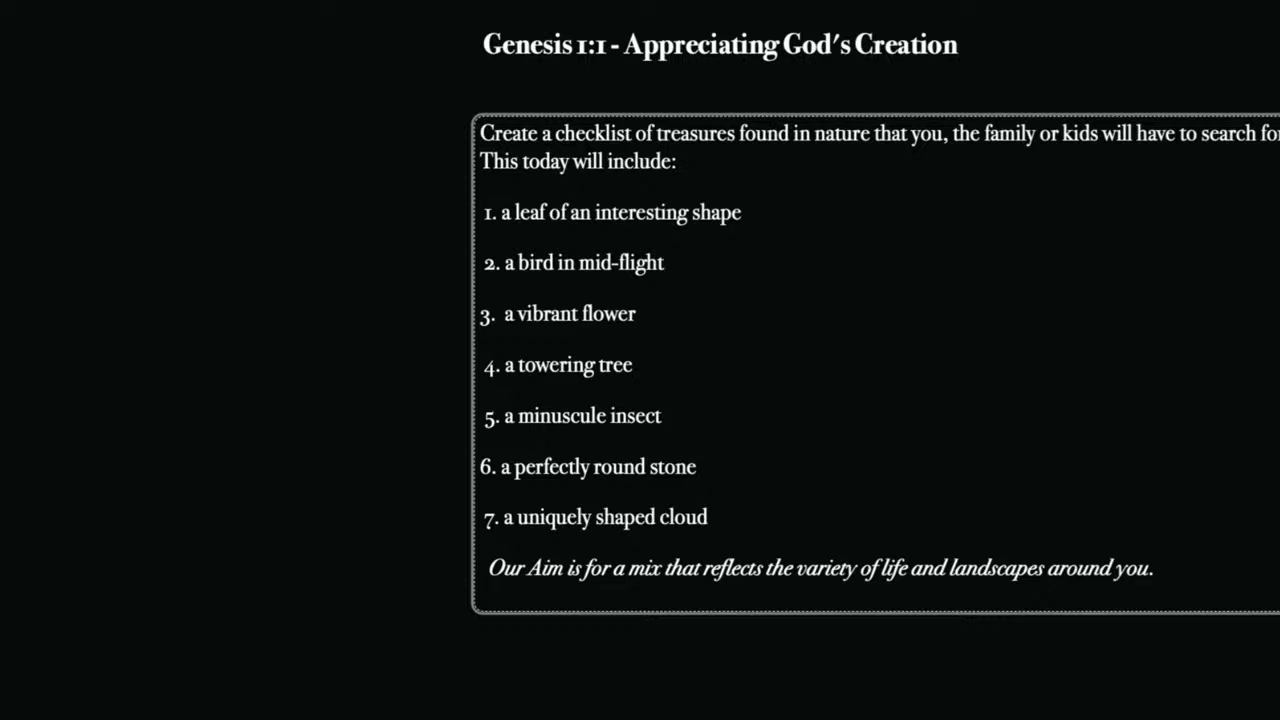 Genesis 1:1 - Appreciating God's Creation
Create a checklist of treasures found in nature that you, the family or kids will have to search for
This today will include:
1. a leaf of an interesting shape
2. a bird in mid-flight
3. a vibrant flower
4. a towering tree
5. a minuscule insect
6. a perfectly round stone
7. a uniquely shaped cloud
Our Aim is for a mix that reflects the variety of life and landscapes around you.